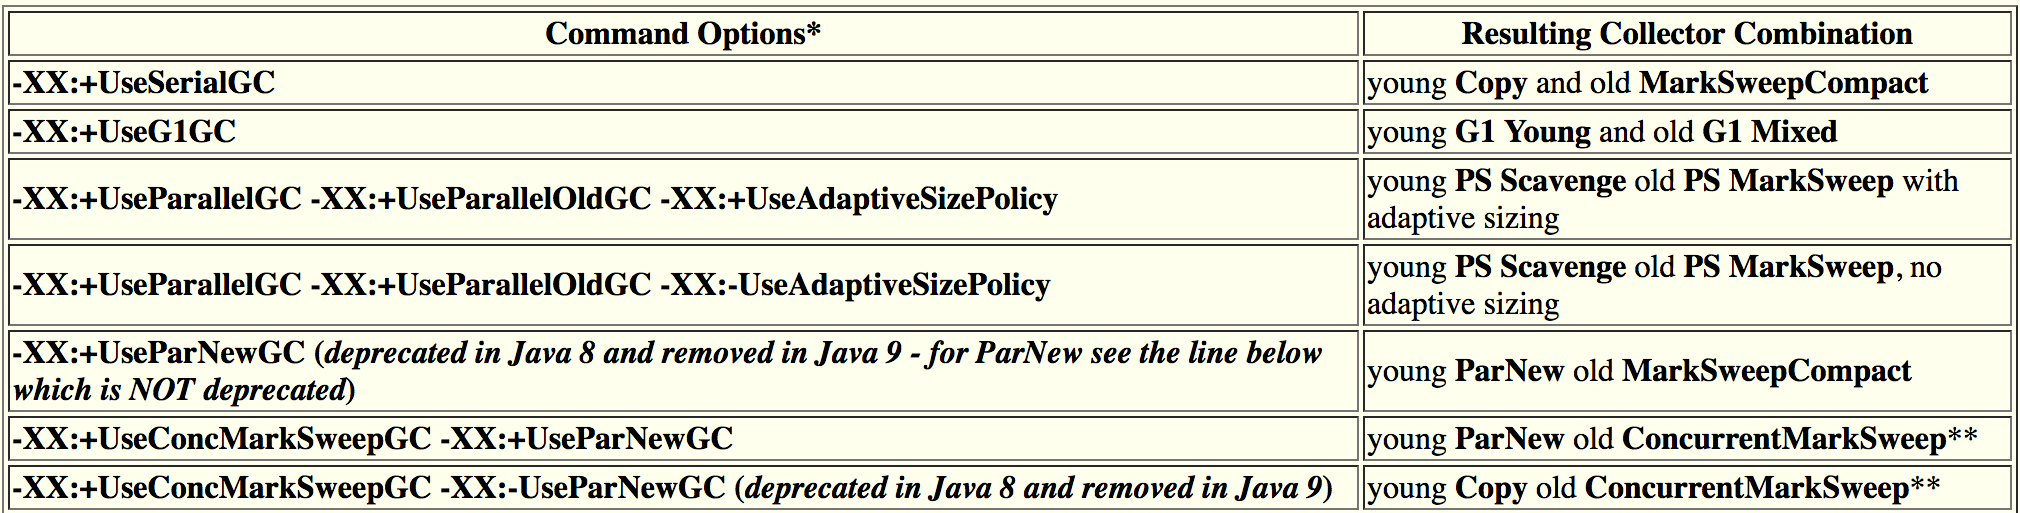 Command Options*
Resulting Collector Combination
-XX:+UseSerialGC
young Copy and old MarkSweepCompact
-XX:+UseG1GC
young G1 Young and old G1 Mixed
-XX:+UseParallelGC -XX:+UseParallelOldGC -XX:+UseAdaptiveSizePolicy
young PS Scavenge old PS MarkSweep with
adaptive sizing
-XX:+UseParallelGC -XX:+UseParallelOldGC -XX:-UseAdaptiveSizePolicy
young PS Scavenge old PS MarkSweep, no
adaptive sizing
-XX:+UseParNewGC (deprecated in Java 8 and removed in Java 9 - for ParNew see the line below
which is NOT deprecated)
young ParNew old MarkSweepCompact
-XX:+UseConcMarkSweepGC -XX:+UseParNewGC
young ParNew old ConcurrentMarkSweep**
-XX:+UseConcMarkSweepGC -XX:-UseParNewGC (deprecated in Java 8 and removed in Java 9)
young Copy old ConcurrentMarkSweep**